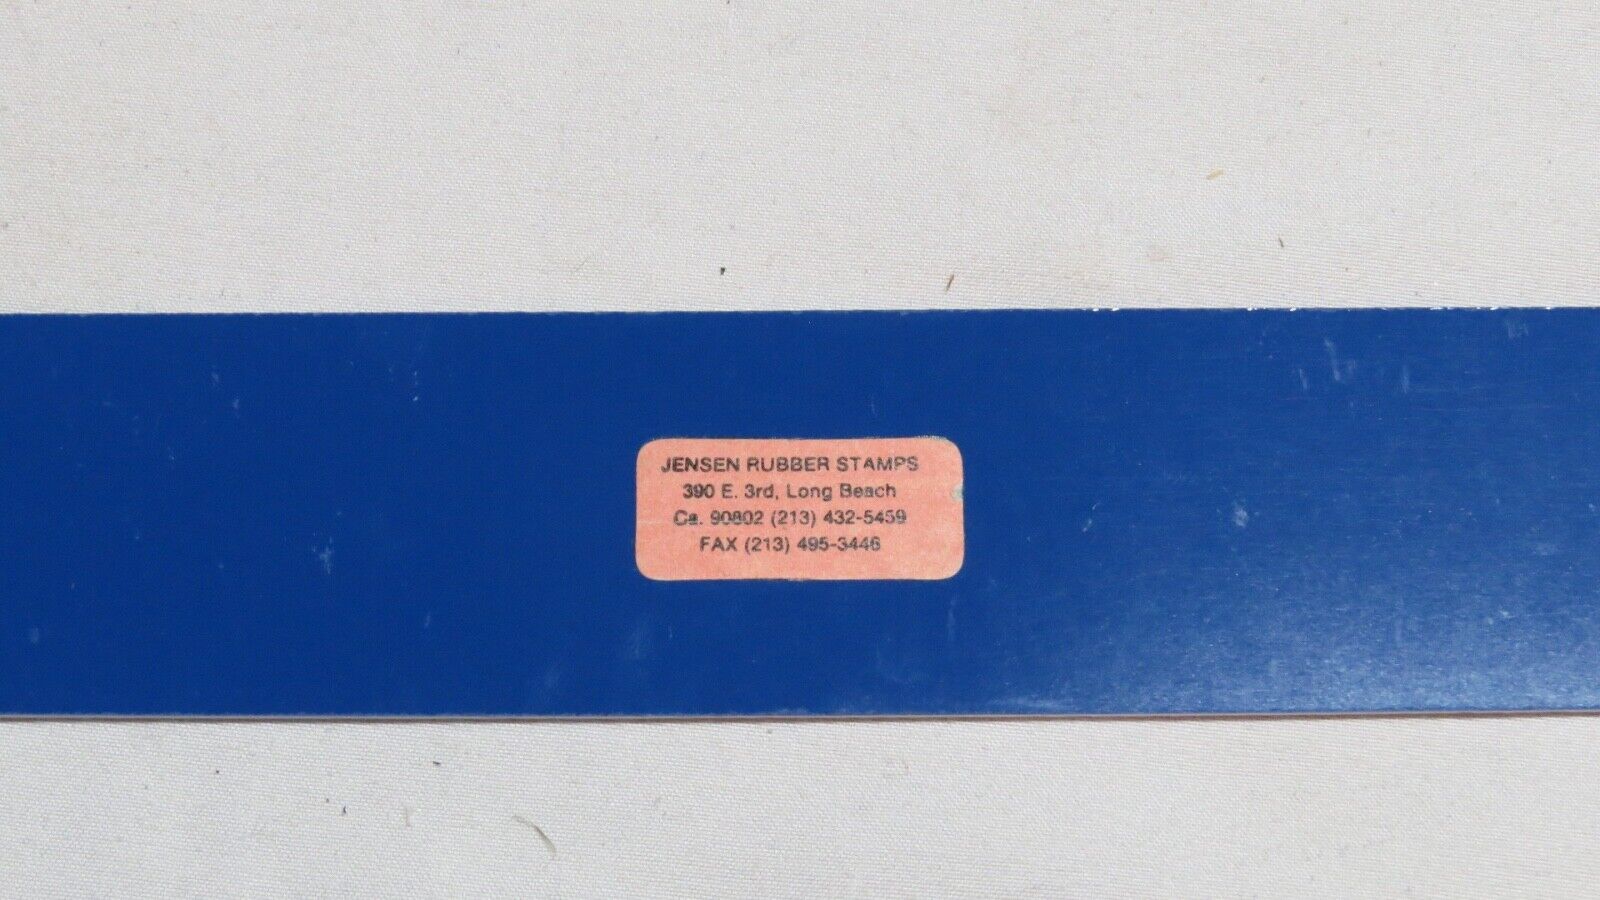 JENSEN RUBBER STAMPS
390 E. 3rd, Long Beach
Ca. 90802 (213) 432-5459
FAX (213) 495-3446